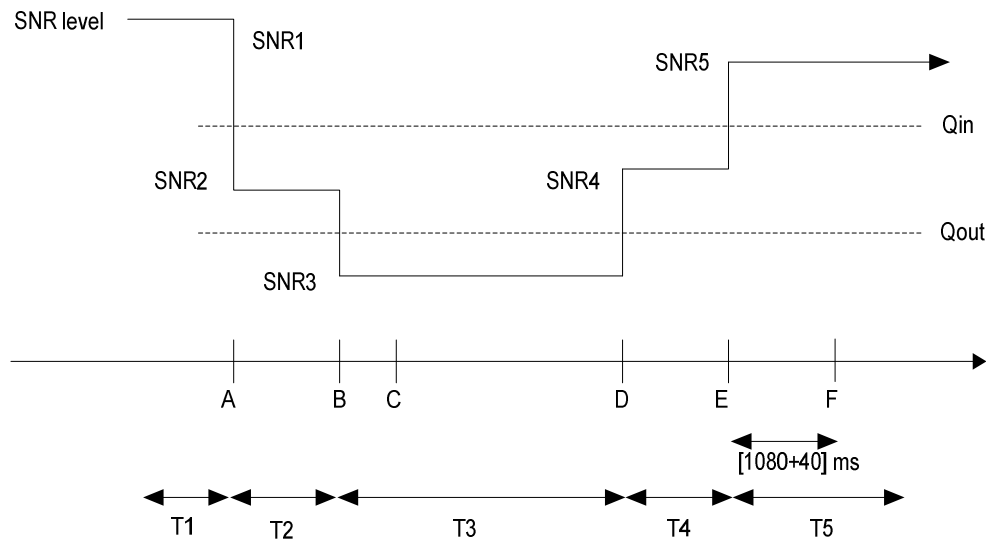 SNR level
SNR1
SNR5
Qin
SNR2
SNR4
Qout
SNR3
A
B
C
D
E
F
[1080+40] ms
T1
T2
T3
T4
T5